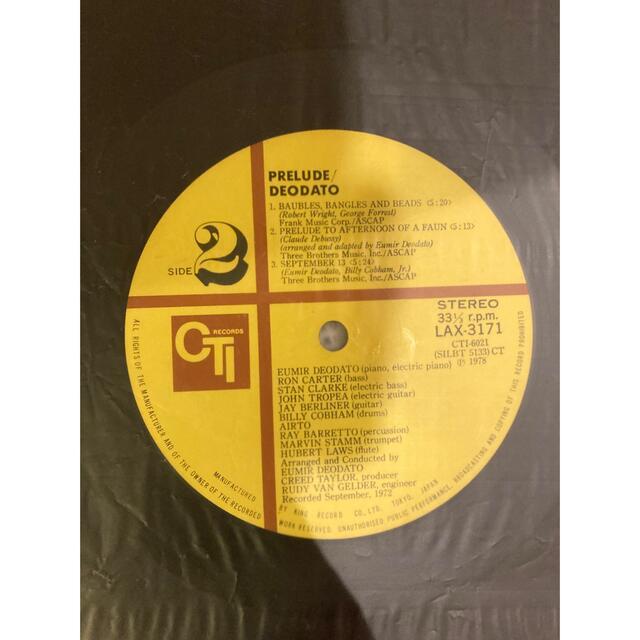 PRELUDE/
DEODATO
1. BAUBLES, BANGLES AND BEADS <5:20>
(Robert Wright, George Forrest)
Frank Music Corp./ASCAP
2. PRELUDE TO AFTERNOON OF A FAUN <5:13>
(Claude Debussy)
(arranged and adapted by Eumir Deodato)
Three Brothers Music, Inc./ASCAP
3. SEPTEMBER 13 <5:24>
(Eumir Deodato, Billy Cobham, Jr.)
Three Brothers Music, Inc./ASCAP
SIDE 2
STEREO
33⅓ r.p.m.
LAX-3171
CTI-6021
(SILBT 5133) CT
Ⓟ 1978
CTI
RECORDS
EUMIR DEODATO (piano, electric piano)
RON CARTER (bass)
STAN CLARKE (electric bass)
JOHN TROPEA (electric guitar)
JAY BERLINER (guitar)
BILLY COBHAM (drums)
AIRTO
RAY BARRETTO (percussion)
MARVIN STAMM (trumpet)
HUBERT LAWS (flute)
Arranged and Conducted by
EUMIR DEODATO
CREED TAYLOR, producer
RUDY VAN GELDER, engineer
Recorded September, 1972
ALL RIGHTS OF THE MANUFACTURER AND OF THE OWNER OF THE RECORDED WORK RESERVED. UNAUTHORISED PUBLIC PERFORMANCE, BROADCASTING AND COPYING OF THIS RECORD PROHIBITED
MANUFACTURED BY KING RECORD CO., LTD. TOKYO, JAPAN